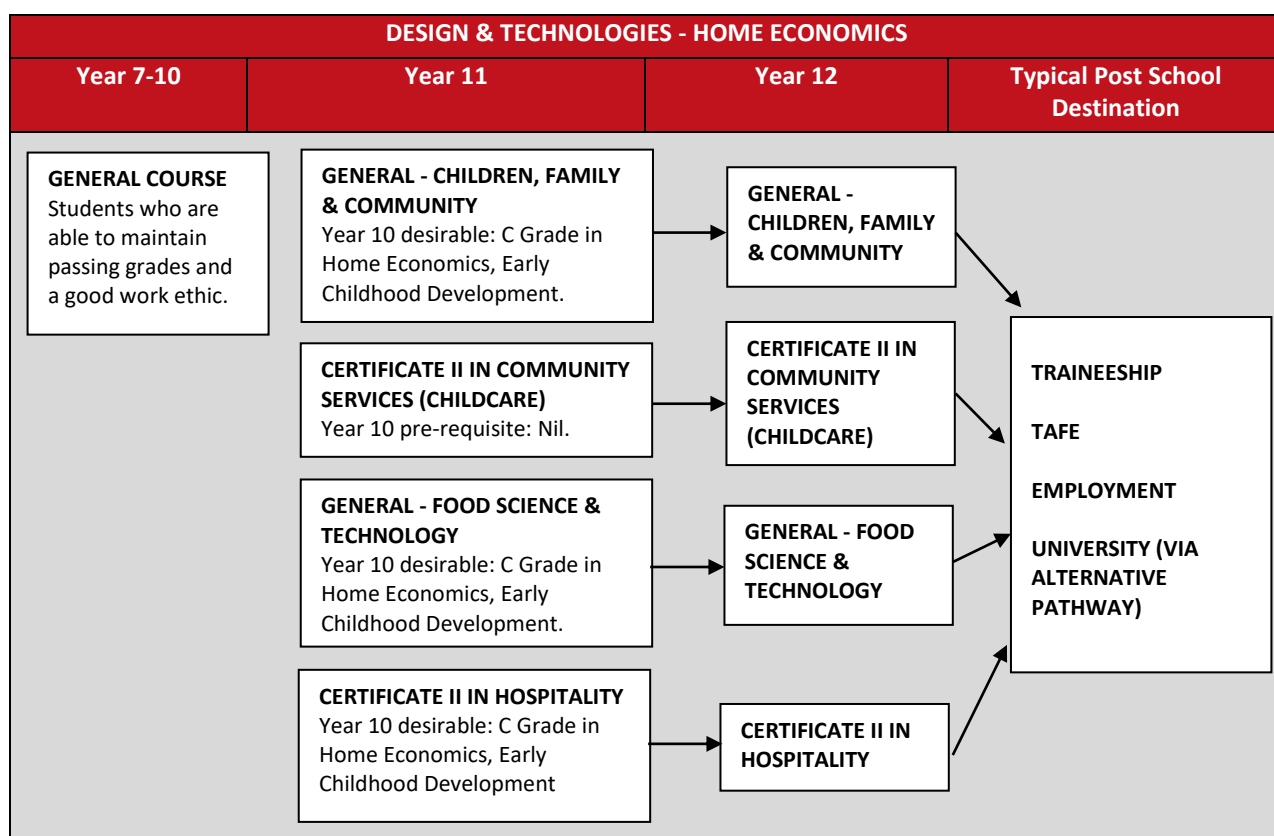 DESIGN & TECHNOLOGIES - HOME ECONOMICS
Year 7-10
Year 11
Year 12
Typical Post School
Destination
GENERAL COURSE
Students who are
able to maintain
passing grades and
a good work ethic.
GENERAL - CHILDREN, FAMILY
& COMMUNITY
Year 10 desirable: C Grade in
Home Economics, Early
Childhood Development.
GENERAL -
CHILDREN, FAMILY
& COMMUNITY
CERTIFICATE II IN COMMUNITY
SERVICES (CHILDCARE)
Year 10 pre-requisite: Nil.
CERTIFICATE II IN
COMMUNITY
SERVICES
(CHILDCARE)
GENERAL - FOOD SCIENCE &
TECHNOLOGY
Year 10 desirable: C Grade in
Home Economics, Early
Childhood Development.
GENERAL - FOOD
SCIENCE &
TECHNOLOGY
CERTIFICATE II IN HOSPITALITY
Year 10 desirable: C Grade in
Home Economics, Early
Childhood Development
CERTIFICATE II IN
HOSPITALITY
TRAINEESHIP
TAFE
EMPLOYMENT
UNIVERSITY (VIA
ALTERNATIVE
PATHWAY)